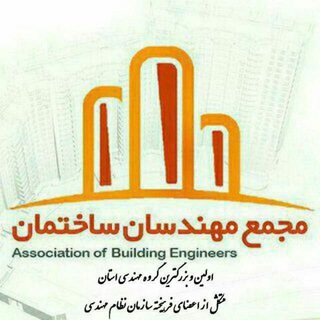 مجمع مهندسان ساختمان
Association of Building Engineers
اولین و بزرگترین گروه مهندسی استان
متشکل از اعضای فرهیخته سازمان نظام مهندسی